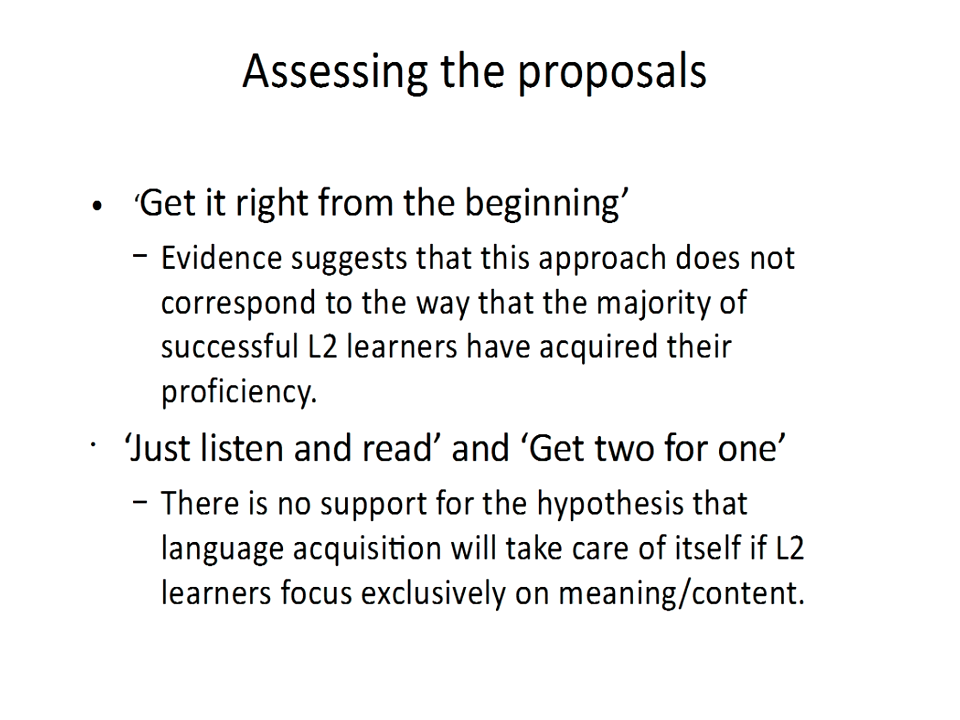 Assessing the proposals
• ‘Get it right from the beginning’
– Evidence suggests that this approach does not
correspond to the way that the majority of
successful L2 learners have acquired their
proficiency.
• ‘Just listen and read’ and ‘Get two for one’
– There is no support for the hypothesis that
language acquisition will take care of itself if L2
learners focus exclusively on meaning/content.